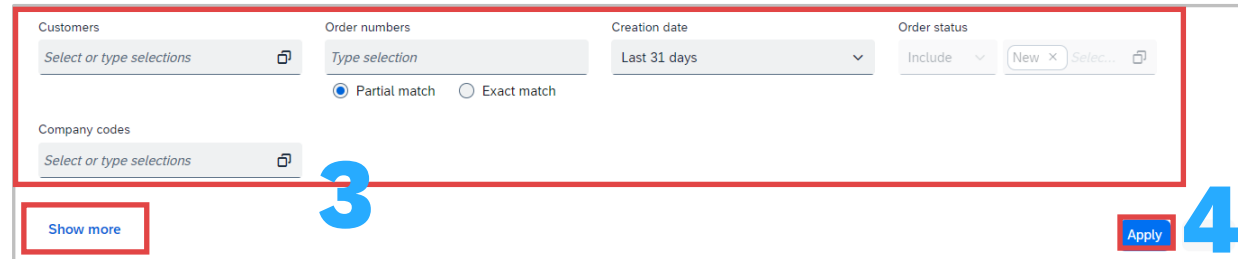 Customers Order numbers Creation date Order status
Select or type selections Type selection Last 31 days Include New × Selec...
Partial match Exact match
Company codes
Select or type selections
3
Show more
Apply 4